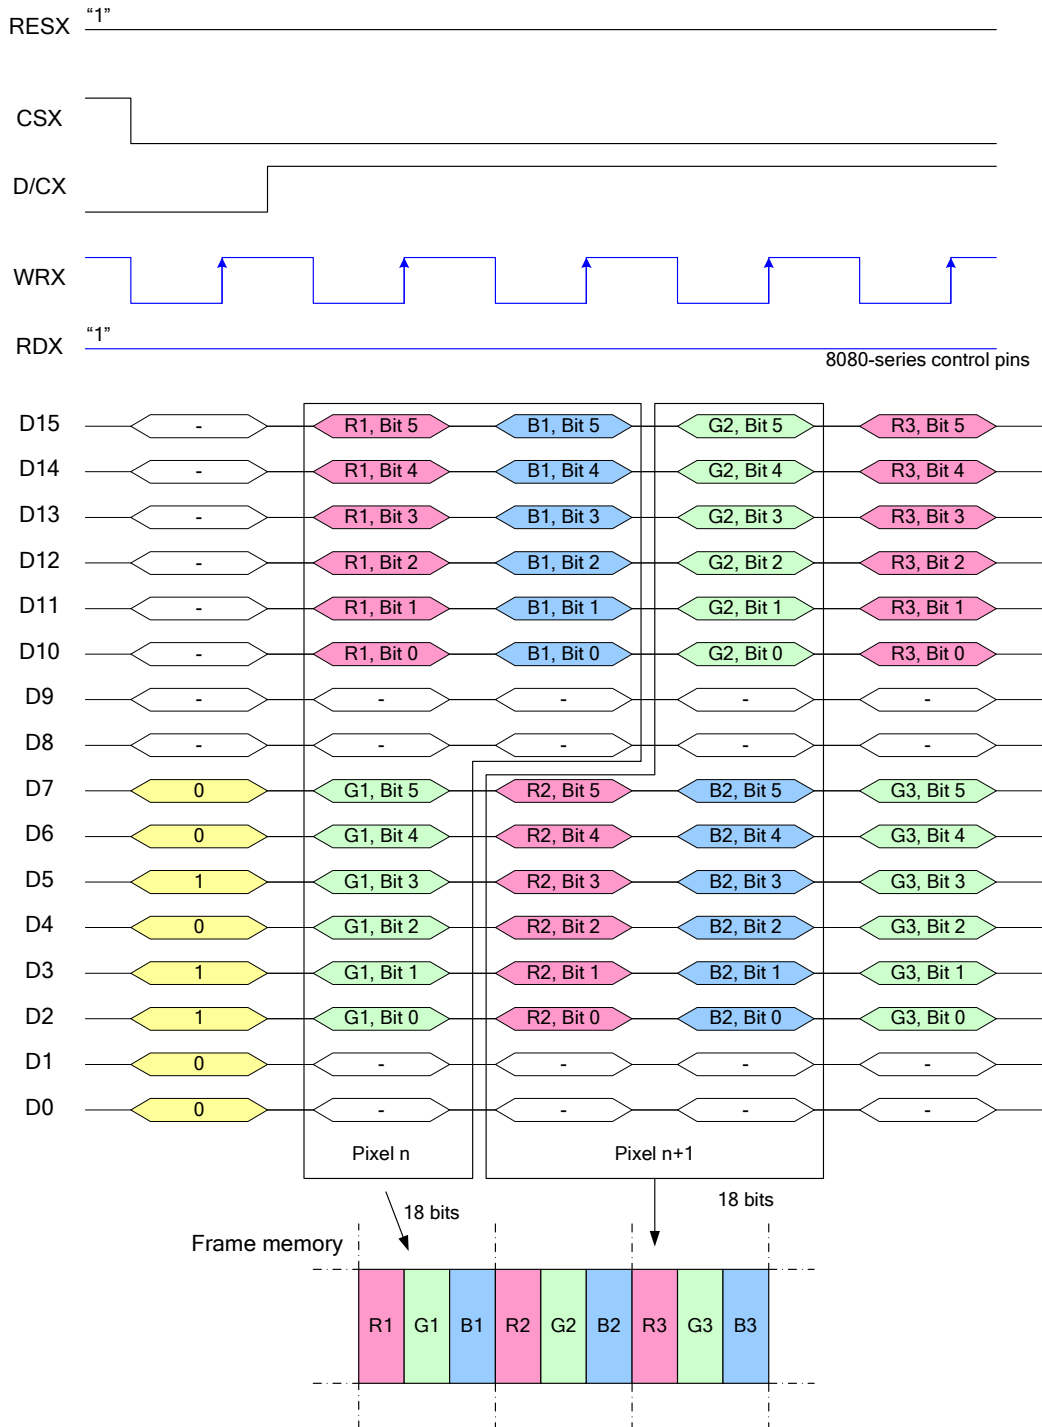 RESX "1"
CSX
D/CX
WRX
RDX "1"
8080-series control pins
D15 - R1, Bit 5 B1, Bit 5 G2, Bit 5 R3, Bit 5
D14 - R1, Bit 4 B1, Bit 4 G2, Bit 4 R3, Bit 4
D13 - R1, Bit 3 B1, Bit 3 G2, Bit 3 R3, Bit 3
D12 - R1, Bit 2 B1, Bit 2 G2, Bit 2 R3, Bit 2
D11 - R1, Bit 1 B1, Bit 1 G2, Bit 1 R3, Bit 1
D10 - R1, Bit 0 B1, Bit 0 G2, Bit 0 R3, Bit 0
D9 - - - - -
D8 - - - - -
D7 0 G1, Bit 5 R2, Bit 5 B2, Bit 5 G3, Bit 5
D6 0 G1, Bit 4 R2, Bit 4 B2, Bit 4 G3, Bit 4
D5 1 G1, Bit 3 R2, Bit 3 B2, Bit 3 G3, Bit 3
D4 0 G1, Bit 2 R2, Bit 2 B2, Bit 2 G3, Bit 2
D3 1 G1, Bit 1 R2, Bit 1 B2, Bit 1 G3, Bit 1
D2 1 G1, Bit 0 R2, Bit 0 B2, Bit 0 G3, Bit 0
D1 0 - - - -
D0 0 - - - -
Pixel n Pixel n+1
18 bits 18 bits
Frame memory
R1 G1 B1 R2 G2 B2 R3 G3 B3